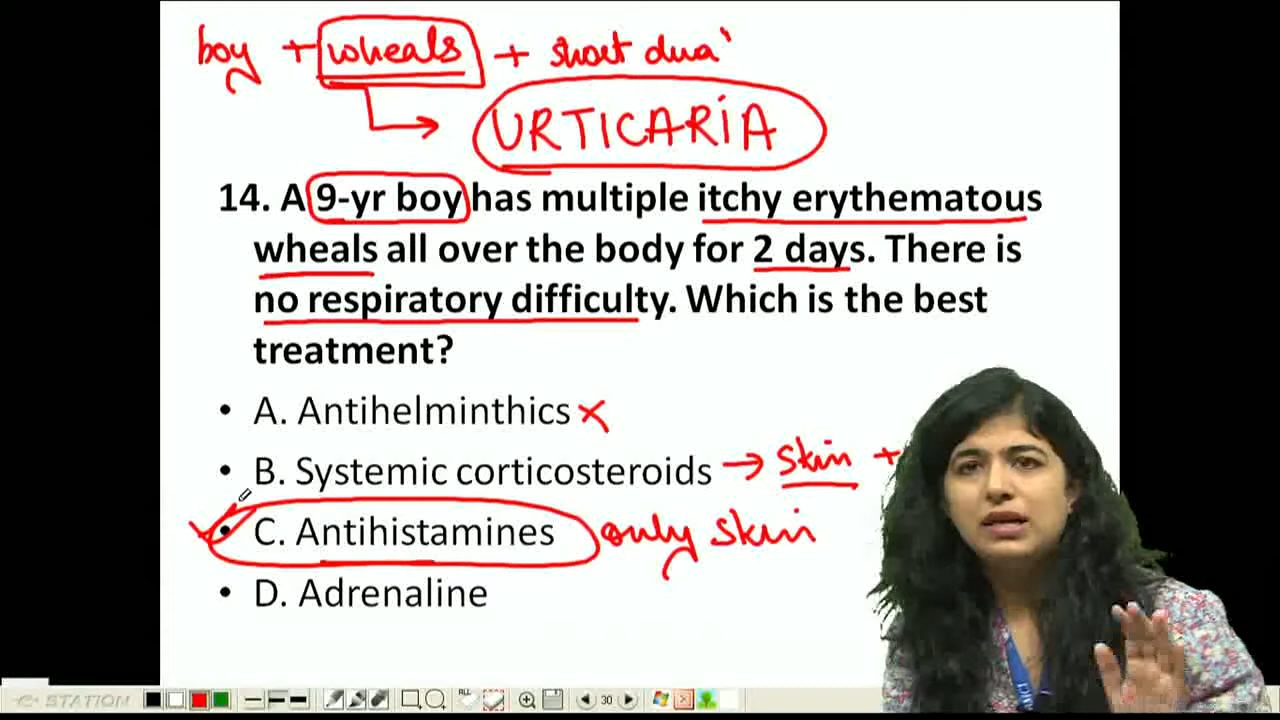 boy + wheals + short dura'
URTICARIA
14. A 9-yr boy has multiple itchy erythematous
wheals all over the body for 2 days. There is
no respiratory difficulty. Which is the best
treatment?
• A. Antihelminthics ×
• B. Systemic corticosteroids → Skin +
• C. Antihistamines only skin
• D. Adrenaline
e-STATION
ALL
30